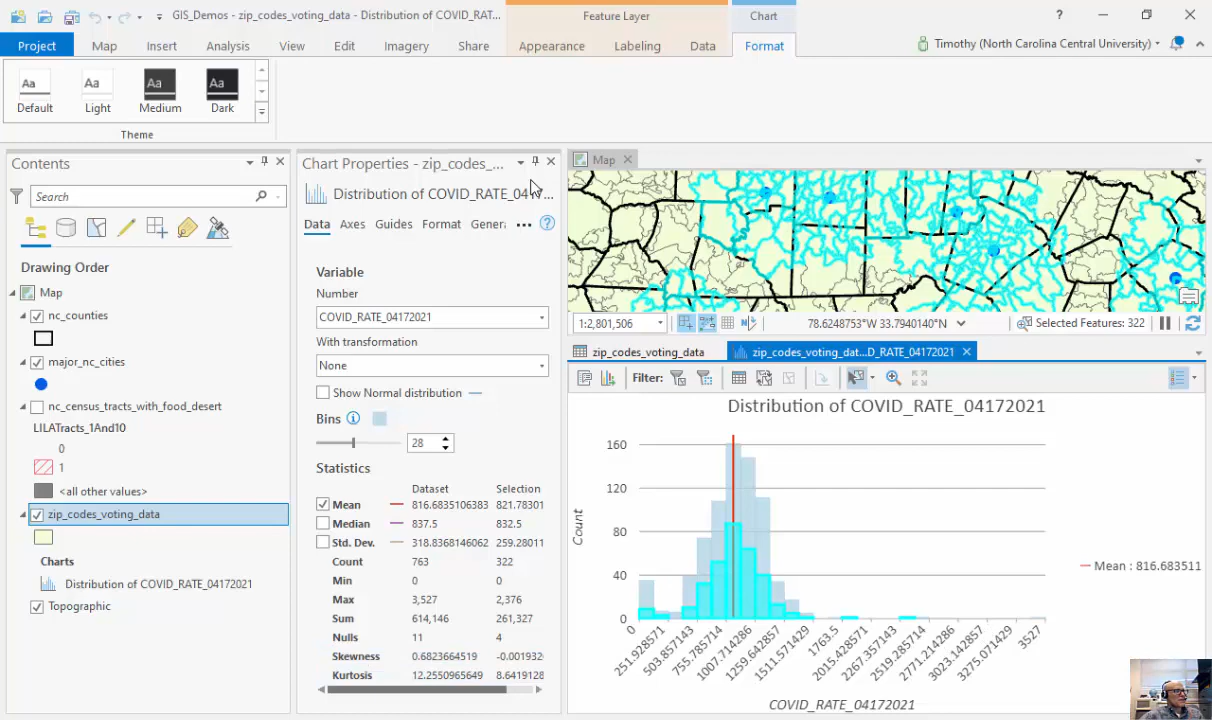 GIS_Demos - zip_codes_voting_data - Distribution of COVID_RAT...
Feature Layer
Chart
?
Project
Map
Insert
Analysis
View
Edit
Imagery
Share
Appearance
Labeling
Data
Format
Timothy (North Carolina Central University)
Aa
Aa
Aa
Aa
Default
Light
Medium
Dark
Theme
Contents
Search
Drawing Order
Map
nc_counties
major_nc_cities
nc_census_tracts_with_food_desert
LILATracts_1And10
0
1
<all other values>
zip_codes_voting_data
Charts
Distribution of COVID_RATE_04172021
Topographic
Chart Properties - zip_codes_...
Distribution of COVID_RATE_04
Data
Axes
Guides
Format
Gener
...
?
Variable
Number
COVID_RATE_04172021
With transformation
None
Show Normal distribution
Bins
28
Statistics
Dataset Selection
Mean 816.6835106383 821.78301
Median 837.5 832.5
Std. Dev. 318.8368146062 259.28011
Count 763 322
Min 0 0
Max 3,527 2,376
Sum 614,146 261,327
Nulls 11 4
Skewness 0.6823664519 -0.001932
Kurtosis 12.2550965649 8.6419128
Map
1:2,801,506
78.6248753°W 33.7940140°N
Selected Features: 322
zip_codes_voting_data
zip_codes_voting_dat...D_RATE_04172021
Filter:
Distribution of COVID_RATE_04172021
160
120
80
40
0
Count
Mean : 816.683511
0
251.928571
503.857143
755.785714
1007.714286
1259.642857
1511.571429
1763.5
2015.428571
2267.357143
2519.285714
2771.214286
3023.142857
3275.071429
3527
COVID_RATE_04172021